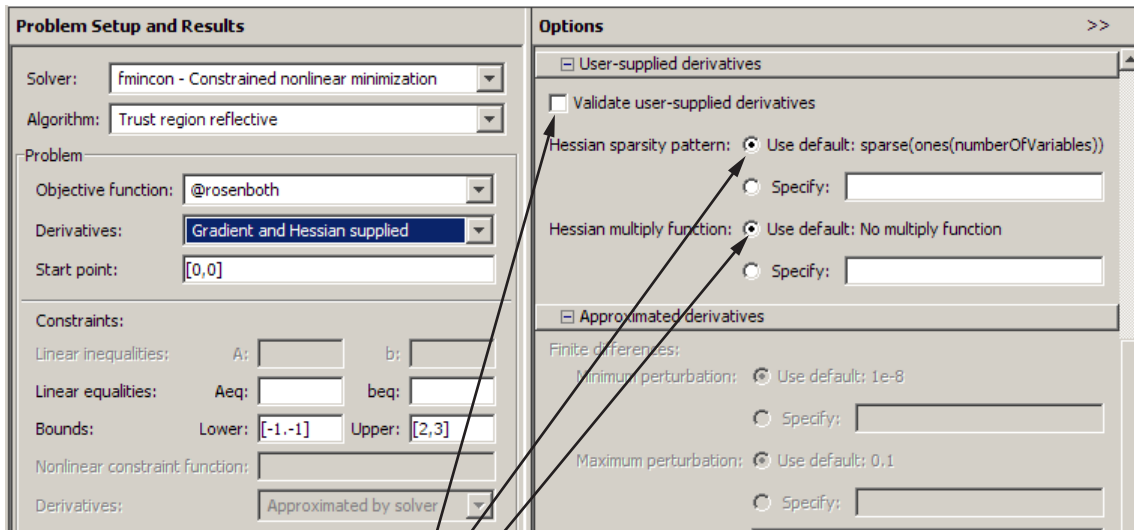 Problem Setup and Results
Solver: fmincon - Constrained nonlinear minimization
Algorithm: Trust region reflective
Problem
Objective function: @rosenboth
Derivatives: Gradient and Hessian supplied
Start point: [0,0]
Constraints:
Linear inequalities: A: b:
Linear equalities: Aeq: beq:
Bounds: Lower: [-1,-1] Upper: [2,3]
Nonlinear constraint function:
Derivatives: Approximated by solver
Options >>
User-supplied derivatives
Validate user-supplied derivatives
Hessian sparsity pattern: Use default: sparse(ones(numberOfVariables))
Specify:
Hessian multiply function: Use default: No multiply function
Specify:
Approximated derivatives
Finite differences:
Minimum perturbation: Use default: 1e-8
Specify:
Maximum perturbation: Use default: 0.1
Specify: